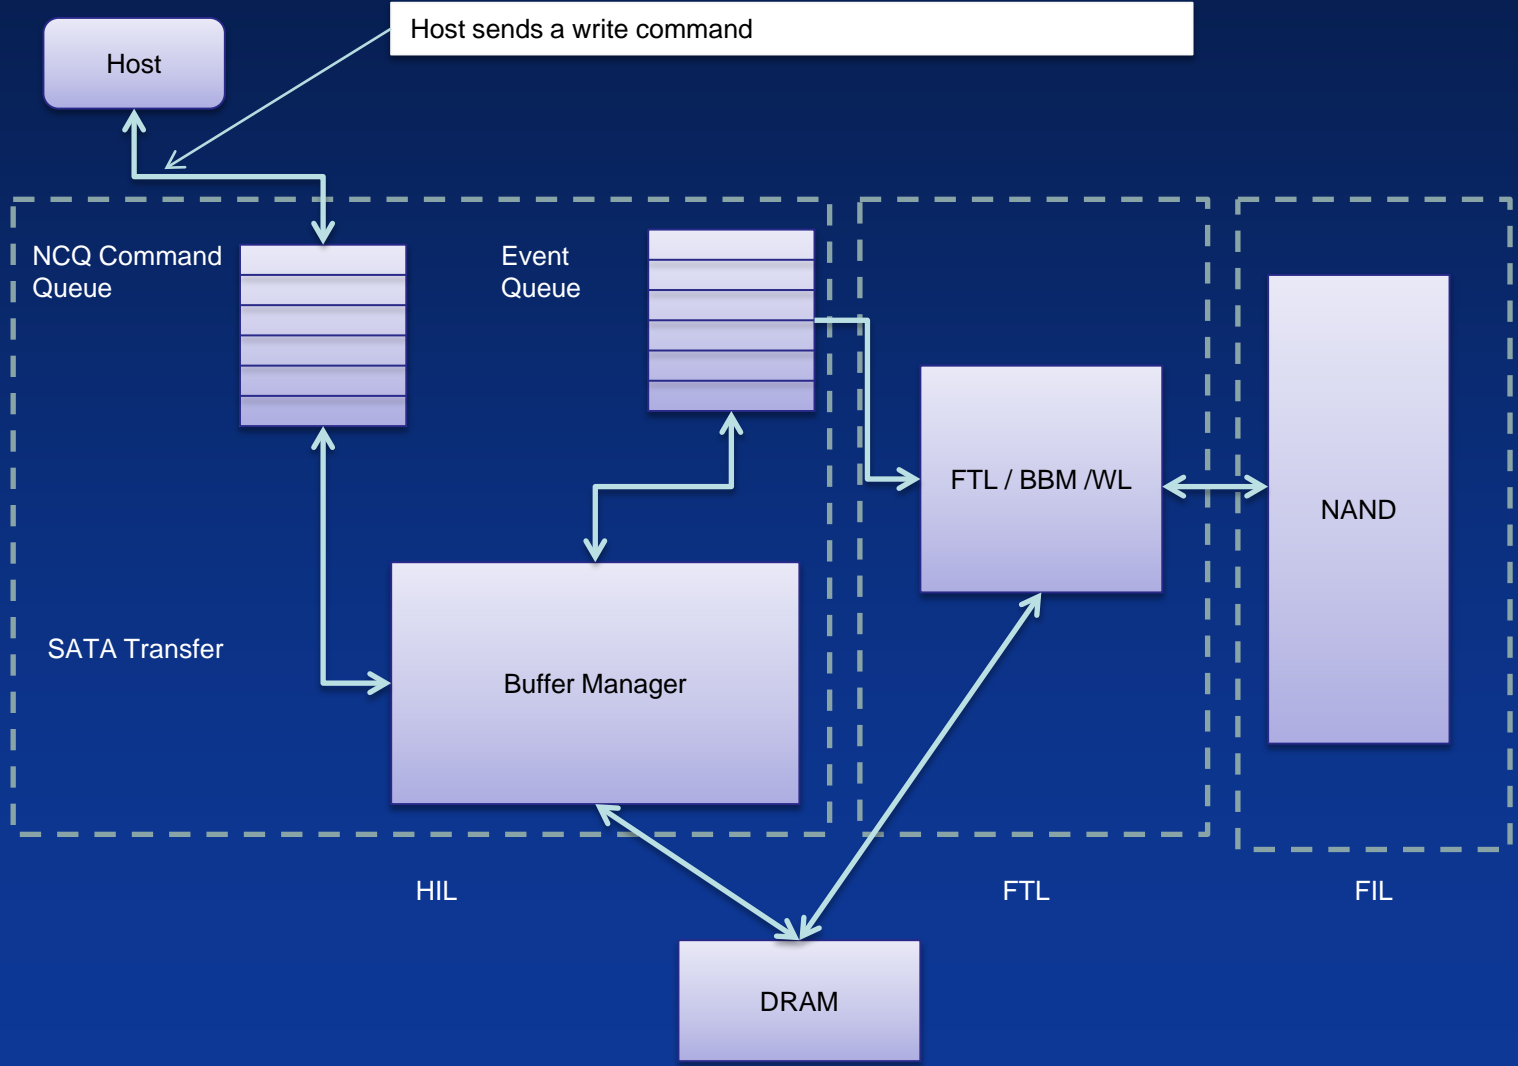 Host sends a write command
Host
NCQ Command
Queue
Event
Queue
FTL / BBM /WL
NAND
SATA Transfer
Buffer Manager
HIL
FTL
FIL
DRAM